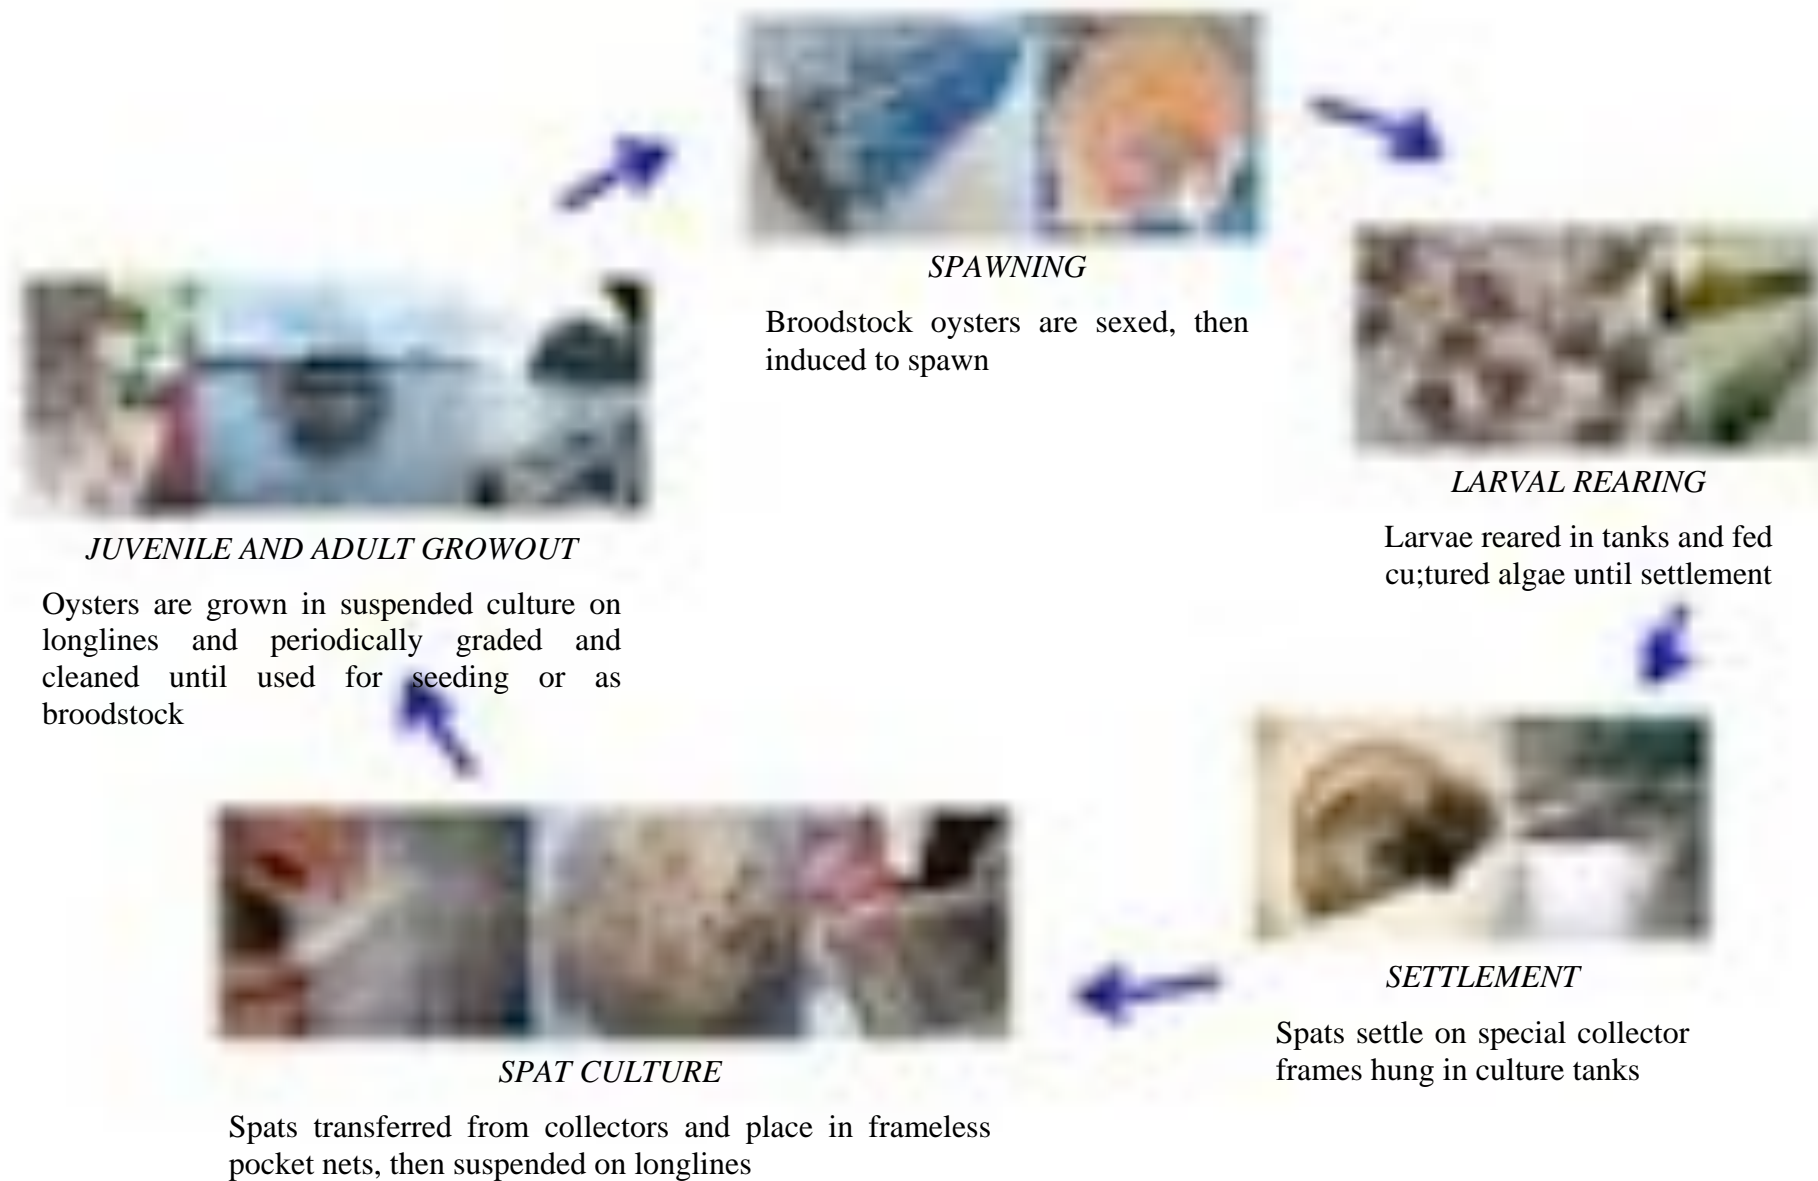 SPAWNING
Broodstock oysters are sexed, then
induced to spawn
LARVAL REARING
Larvae reared in tanks and fed
cu;tured algae until settlement
SETTLEMENT
Spats settle on special collector
frames hung in culture tanks
SPAT CULTURE
Spats transferred from collectors and place in frameless
pocket nets, then suspended on longlines
JUVENILE AND ADULT GROWOUT
Oysters are grown in suspended culture on
longlines and periodically graded and
cleaned until used for seeding or as
broodstock